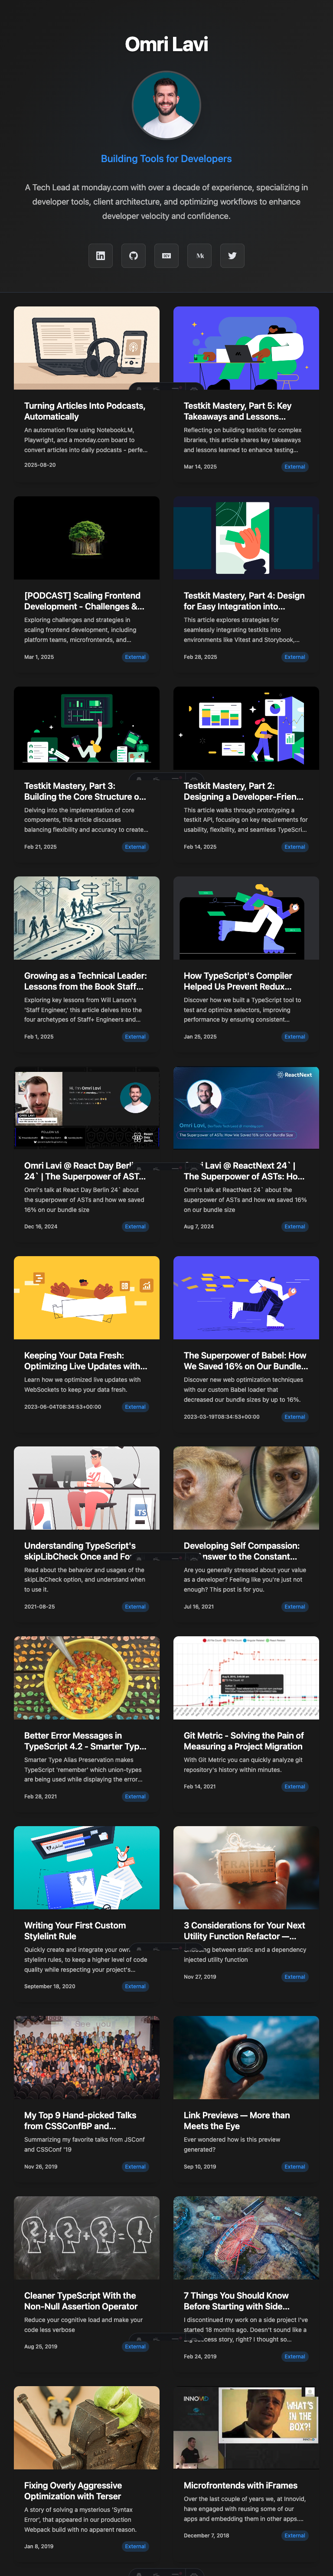 Omri Lavi
Building Tools for Developers
A Tech Lead at monday.com with over a decade of experience, specializing in
developer tools, client architecture, and optimizing workflows to enhance
developer velocity and confidence.
Turning Articles Into Podcasts,
Automatically
An automation flow using NotebookLM,
Playwright, and a monday.com board to
convert articles into daily podcasts - perfe...
2025-08-20
Testkit Mastery, Part 5: Key
Takeaways and Lessons...
Reflecting on building testkits for complex
libraries, this article shares key takeaways
and lessons learned to enhance testing...
Mar 14, 2025
External
[PODCAST] Scaling Frontend
Development - Challenges &...
Exploring challenges and strategies in
scaling frontend development, including
platform teams, microfrontends, and...
Mar 1, 2025
External
Testkit Mastery, Part 4: Design
for Easy Integration into...
This article explores strategies for
seamlessly integrating testkits into
environments like Vitest and Storybook,...
Feb 28, 2025
External
Testkit Mastery, Part 3:
Building the Core Structure o...
Delving into the implementation of core
components, this article discusses
balancing flexibility and accuracy to create...
Feb 21, 2025
External
Testkit Mastery, Part 2:
Designing a Developer-Frien...
This article walks through prototyping a
testkit API, focusing on key requirements for
usability, flexibility, and seamless TypeScri...
Feb 14, 2025
External
Growing as a Technical Leader:
Lessons from the Book Staff...
Exploring key lessons from Will Larson's
'Staff Engineer,' this article delves into the
four archetypes of Staff+ Engineers and...
Feb 1, 2025
External
How TypeScript's Compiler
Helped Us Prevent Redux...
Discover how we built a TypeScript tool to
test and optimize selectors, improving
performance by ensuring consistent...
Jan 25, 2025
External
Hi, I'm Omri Lavi,
React
Day
Berlin
Omri Lavi @ React Day Berl
24` | The Superpower of AST...
Omri's talk at React Day Berlin 24` about
the superpower of ASTs and how we saved
16% on our bundle size
Dec 16, 2024
External
ReactNext
Omri Lavi,
The Superpower of ASTs: How We Saved 16% on Our Bundle Size
i Lavi @ ReactNext 24` |
The Superpower of ASTs: Ho...
Omri's talk at ReactNext 24` about the
superpower of ASTs and how we saved 16%
on our bundle size
Aug 7, 2024
External
Keeping Your Data Fresh:
Optimizing Live Updates with...
Learn how we optimized live updates with
WebSockets to keep your data fresh.
2023-06-04T08:34:53+00:00
External
The Superpower of Babel: How
We Saved 16% on Our Bundle...
Discover new web optimization techniques
with our custom Babel loader that
decreased our bundle sizes by up to 16%.
2023-03-19T08:34:53+00:00
External
TS
Understanding TypeScript's
skipLibCheck Once and Fo
Read about the behavior and usages of the
skipLibCheck option, and understand when
to use it.
2021-08-25
External
Developing Self Compassion:
nswer to the Constant...
Are you generally stressed about your value
as a developer? Feeling like you're just not
enough? This post is for you.
Jul 16, 2021
External
Better Error Messages in
TypeScript 4.2 - Smarter Typ...
Smarter Type Alias Preservation makes
TypeScript 'remember' which union-types
are being used while displaying the error...
Feb 28, 2021
External
Git Metric - Solving the Pain of
Measuring a Project Migration
With Git Metric you can quickly analyze git
repository's history within minutes.
Feb 14, 2021
External
Writing Your First Custom
Stylelint Rule
Quickly create and integrate your own
stylelint rules, to keep a higher level of code
quality while respecting your project's...
September 18, 2020
External
3 Considerations for Your Next
Utility Function Refactor —...
between static and a dependency
injected utility function
Nov 27, 2019
External
My Top 9 Hand-picked Talks
from CSSConfBP and...
Summarizing my favorite talks from JSConf
and CSSConf '19
Nov 26, 2019
External
Link Previews — More than
Meets the Eye
Ever wondered how is this preview
generated?
Sep 10, 2019
External
Cleaner TypeScript With the
Non-Null Assertion Operator
Reduce your cognitive load and make your
code less verbose
Aug 25, 2019
External
7 Things You Should Know
Before Starting with Side...
I discontinued my work on a side project I've
started 18 months ago. Doesn't sound like a
cess story, right? I thought so...
Feb 24, 2019
External
Fixing Overly Aggressive
Optimization with Terser
A story of solving a mysterious 'Syntax
Error', that appeared in our production
Webpack build with no apparent reason.
Jan 8, 2019
External
INNOVID
WHAT'S
IN THE
BOX?!
Microfrontends with iFrames
Over the last couple of years we, at Innovid,
have engaged with reusing some of our
apps and embedding them in other apps....
December 7, 2018
External